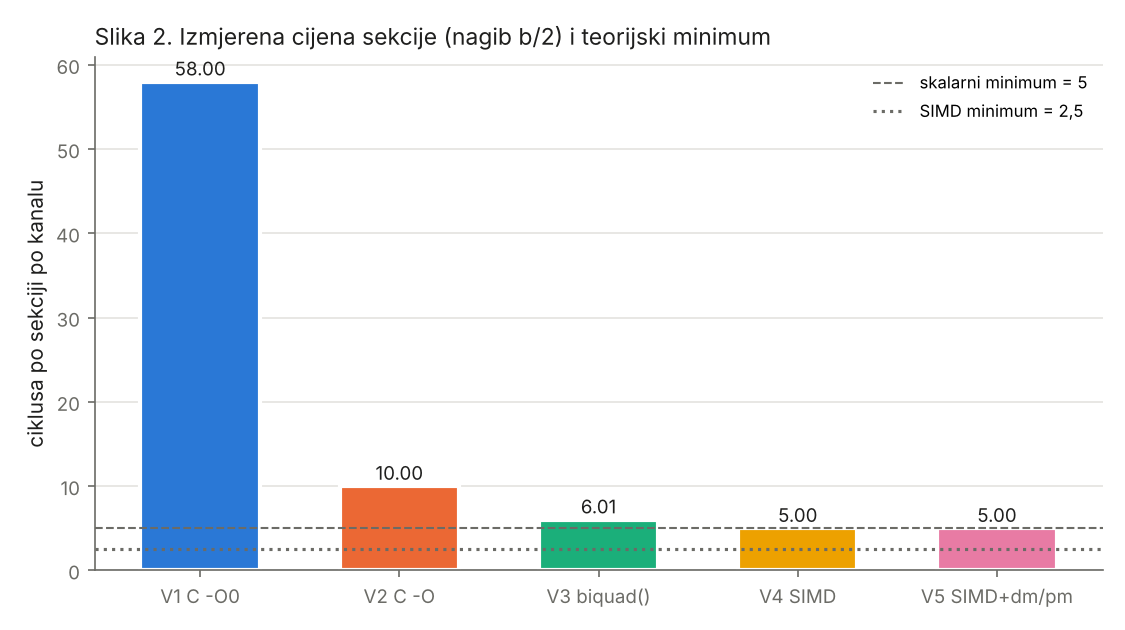 Slika 2. Izmjerena cijena sekcije (nagib b/2) i teorijski minimum
ciklusa po sekciji po kanalu
60
50
40
30
20
10
0
58.00
10.00
6.01
5.00
5.00
skalarni minimum = 5
SIMD minimum = 2,5
V1 C -O0
V2 C -O
V3 biquad()
V4 SIMD
V5 SIMD+dm/pm